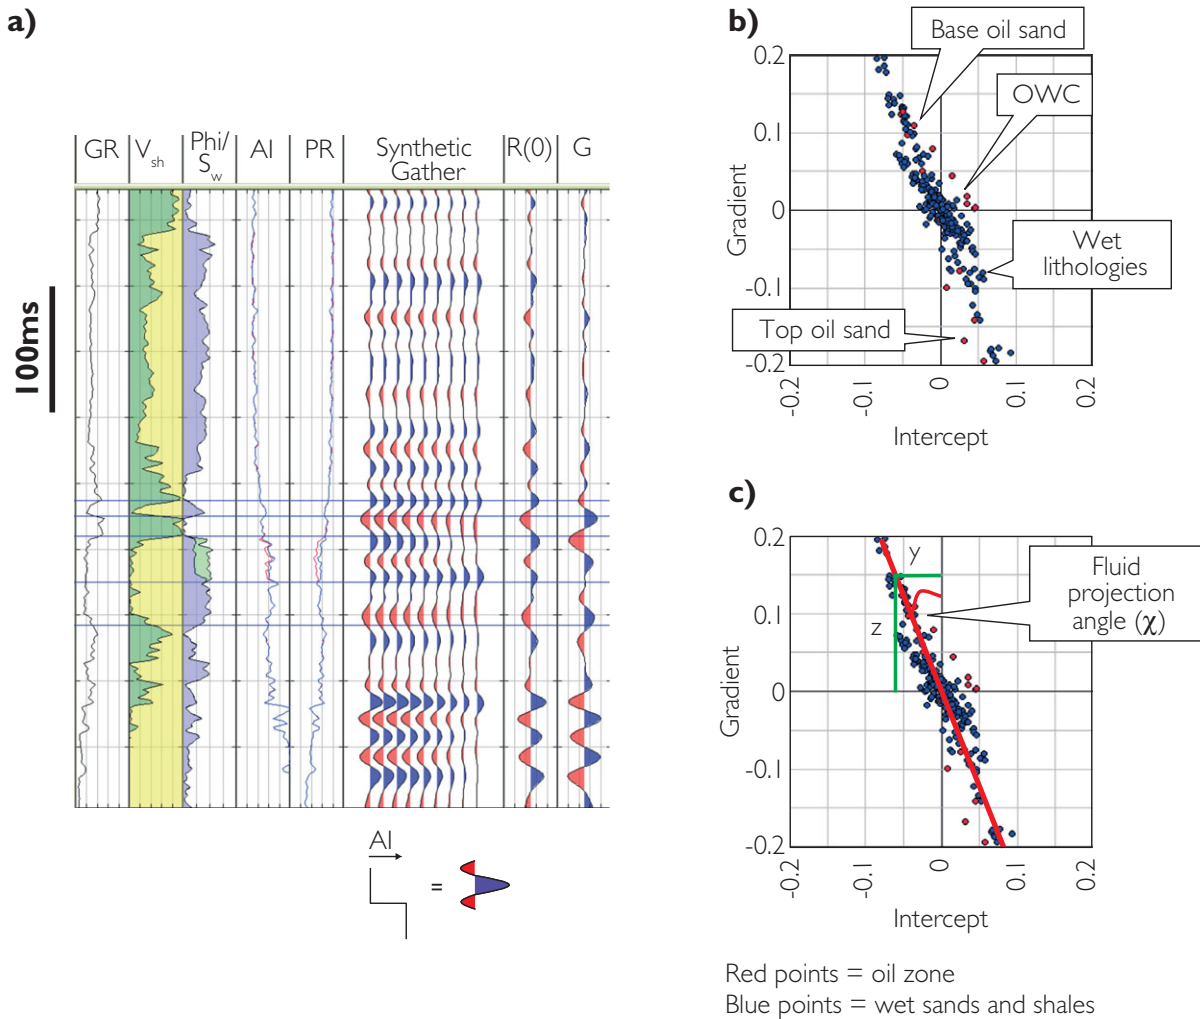 a)
GR
V sh
Phi/
S w
AI
PR
Synthetic
Gather
R(0)
G
100ms
AI
=
b)
Base oil sand
OWC
Wet
lithologies
Top oil sand
0.2
0.1
0
-0.1
-0.2
Gradient
-0.2
-0.1
0
0.1
0.2
Intercept
c)
y
z
Fluid
projection
angle (χ)
0.2
0.1
0
-0.1
-0.2
Gradient
-0.2
-0.1
0
0.1
0.2
Intercept
Red points = oil zone
Blue points = wet sands and shales